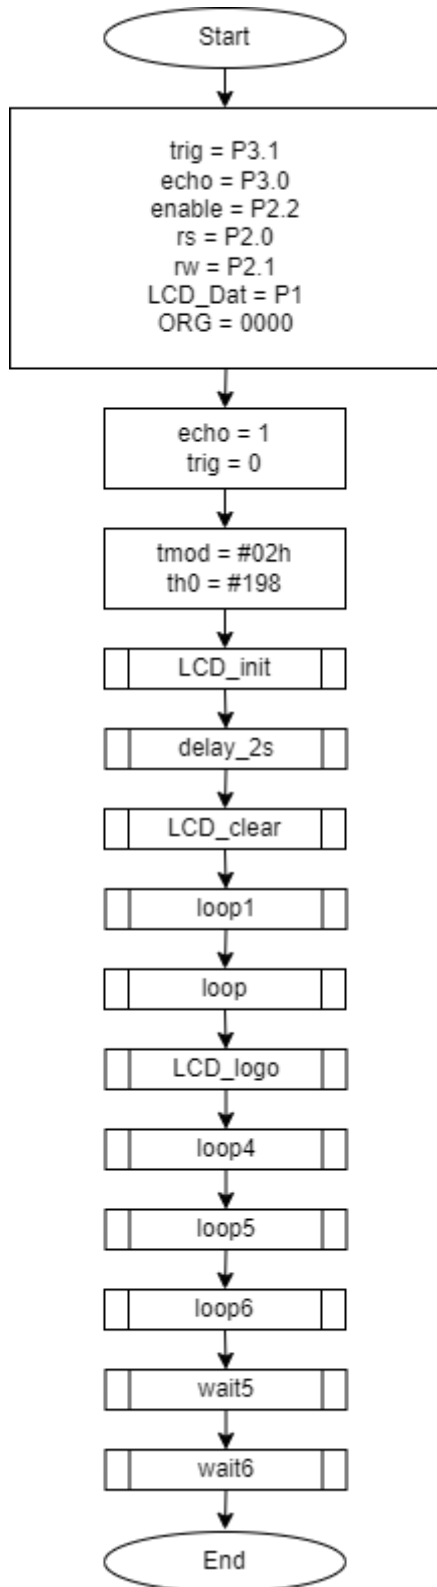 Start
trig = P3.1
echo = P3.0
enable = P2.2
rs = P2.0
rw = P2.1
LCD_Dat = P1
ORG = 0000
echo = 1
trig = 0
tmod = #02h
th0 = #198
LCD_init
delay_2s
LCD_clear
loop1
loop
LCD_logo
loop4
loop5
loop6
wait5
wait6
End